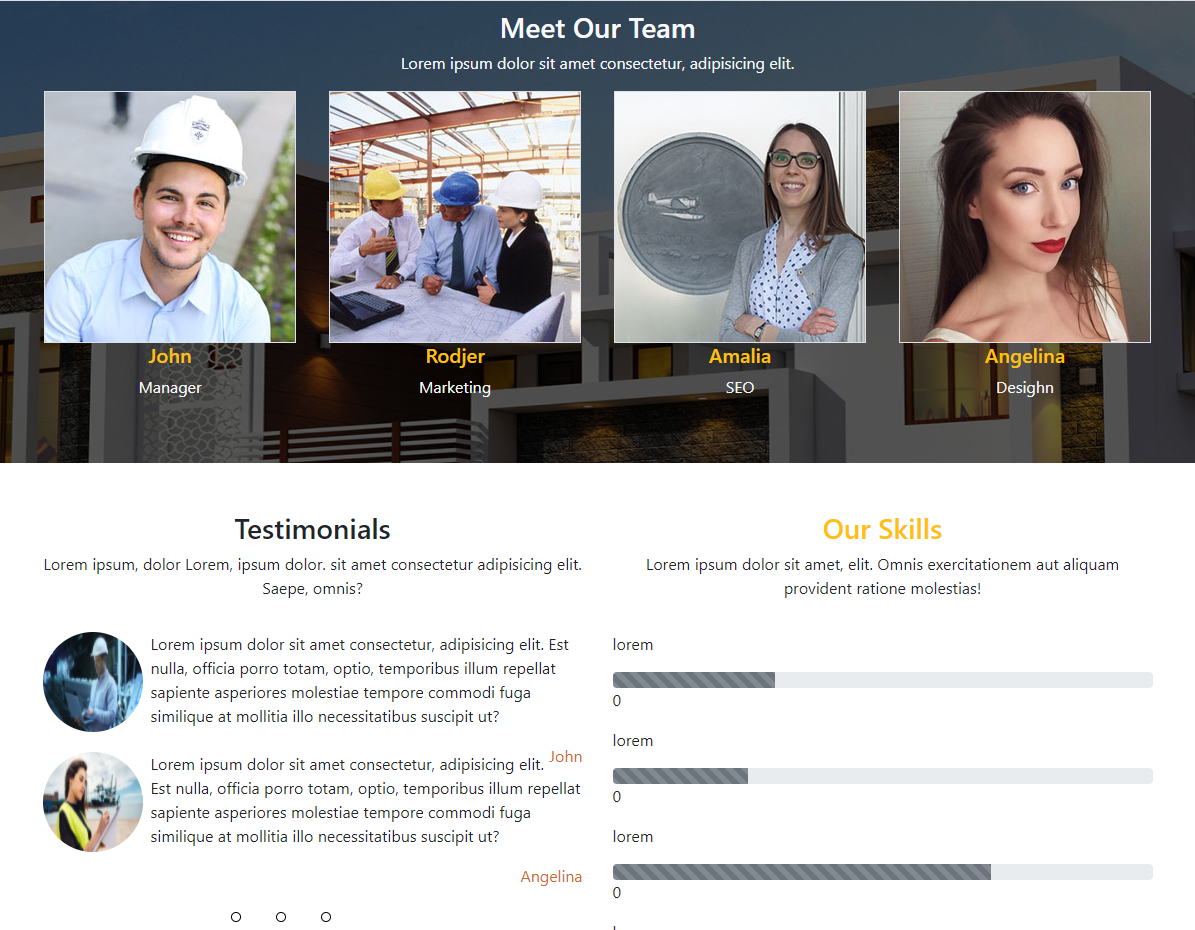 Meet Our Team
Lorem ipsum dolor sit amet consectetur, adipisicing elit.
John
Manager
Rodjer
Marketing
Amalia
SEO
Angelina
Desighn
Testimonials
Lorem ipsum, dolor Lorem, ipsum dolor. sit amet consectetur adipisicing elit.
Saepe, omnis?
Lorem ipsum dolor sit amet consectetur, adipisicing elit. Est
nulla, officia porro totam, optio, temporibus illum repellat
sapiente asperiores molestiae tempore commodi fuga
similique at mollitia illo necessitatibus suscipit ut?
John
Lorem ipsum dolor sit amet consectetur, adipisicing elit.
Est nulla, officia porro totam, optio, temporibus illum repellat
sapiente asperiores molestiae tempore commodi fuga
similique at mollitia illo necessitatibus suscipit ut?
Angelina
Our Skills
Lorem ipsum dolor sit amet, elit. Omnis exercitationem aut aliquam
provident ratione molestias!
lorem
0
lorem
0
lorem
0